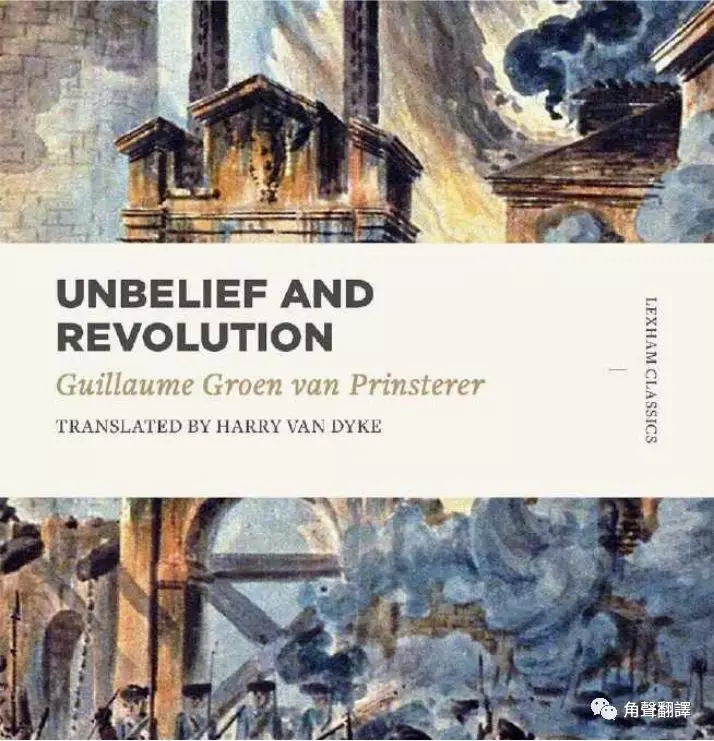 UNBELIEF AND
REVOLUTION
Guillaume Groen van Prinsterer
TRANSLATED BY HARRY VAN DYKE
LEXHAM CLASSICS
角聲翻譯